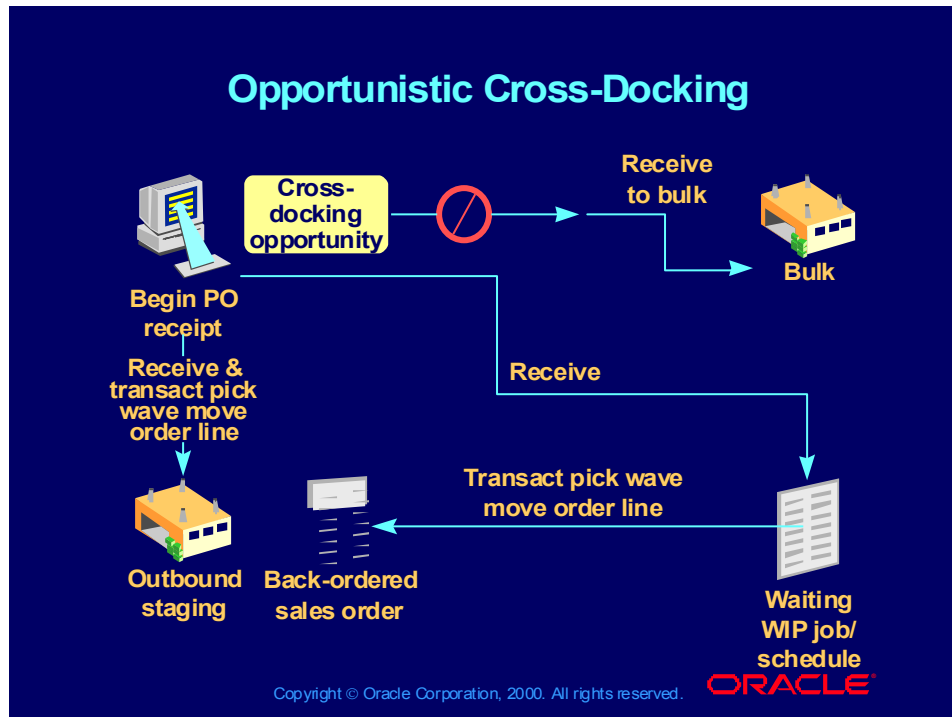 Opportunistic Cross-Docking
Cross-
docking
opportunity
Receive
to bulk
Bulk
Begin PO
receipt
Receive &
transact pick
wave move
order line
Receive
Transact pick wave
move order line
Outbound
staging
Back-ordered
sales order
Waiting
WIP job/
schedule
Copyright © Oracle Corporation, 2000. All rights reserved.
ORACLE®